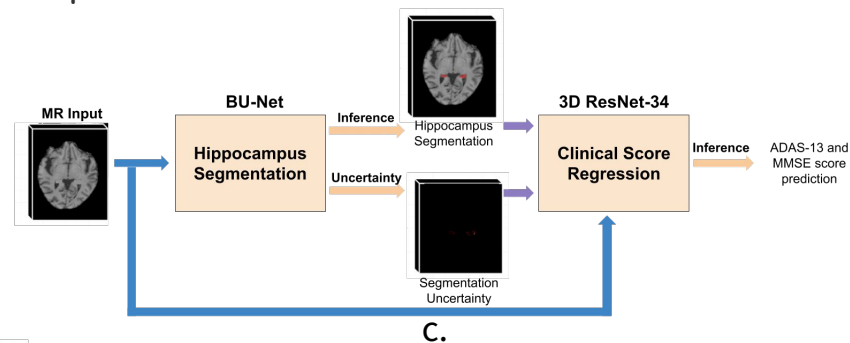 BU-Net
3D ResNet-34
MR Input
Inference
Hippocampus
Segmentation
Hippocampus
Segmentation
Uncertainty
Segmentation
Uncertainty
Clinical Score
Regression
Inference
ADAS-13 and
MMSE score
prediction
C.